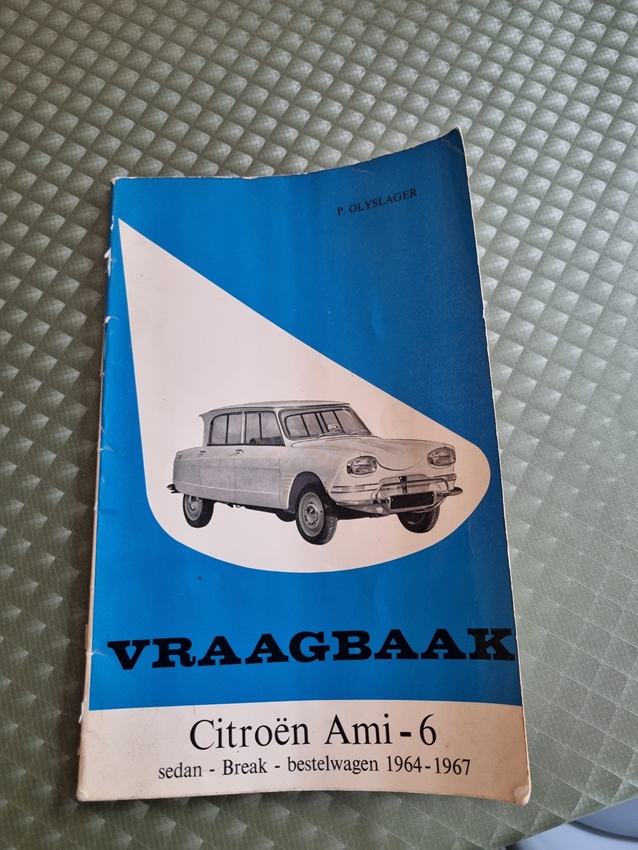 P. OLYSLAGER
VRAAGBAAK
Citroën Ami-6
sedan - Break - bestelwagen 1964-1967